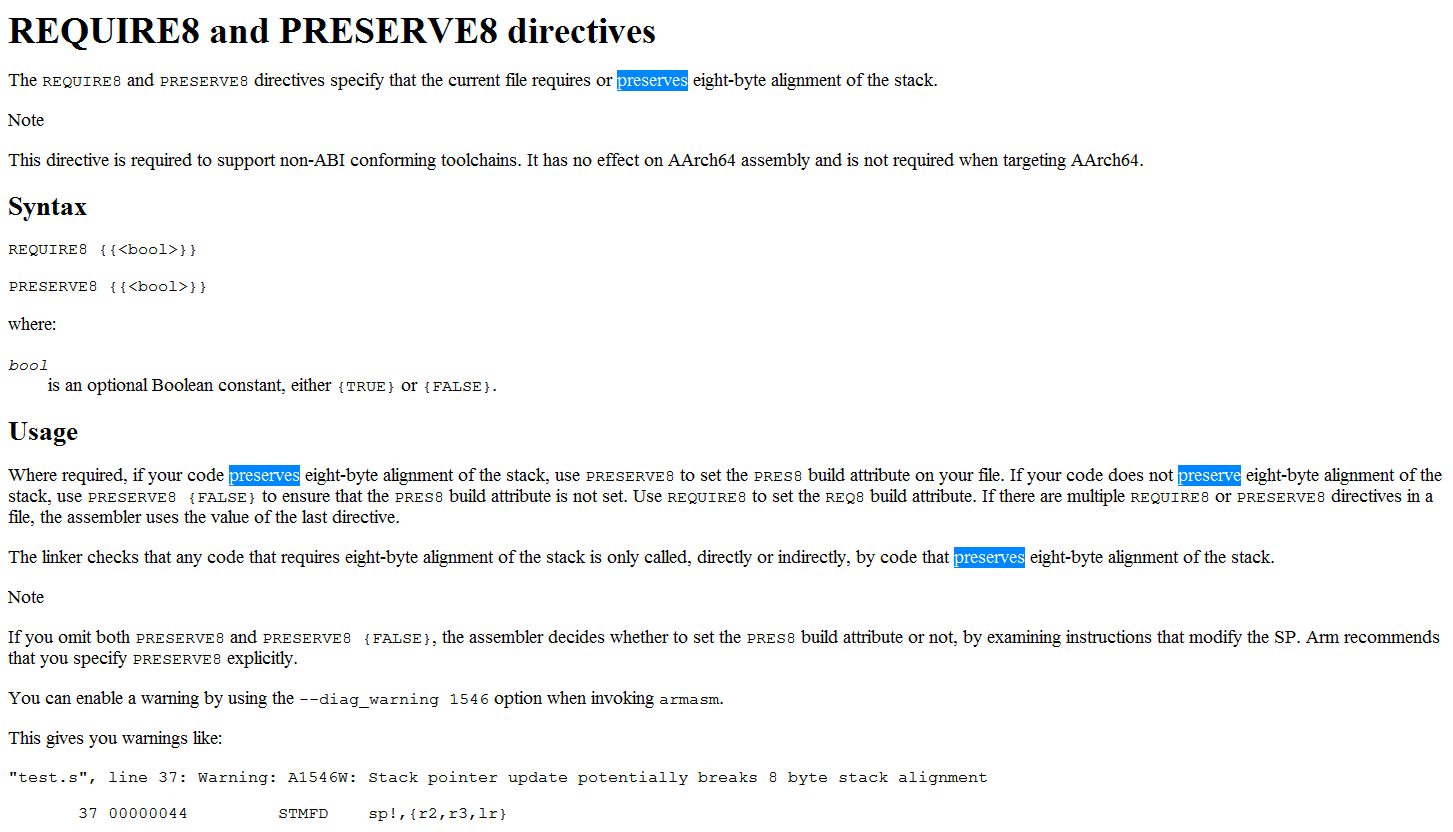 REQUIRE8 and PRESERVE8 directives
The REQUIRE8 and PRESERVE8 directives specify that the current file requires or preserves eight-byte alignment of the stack.
Note
This directive is required to support non-ABI conforming toolchains. It has no effect on AArch64 assembly and is not required when targeting AArch64.
Syntax
REQUIRE8 {{<bool>}}
PRESERVE8 {{<bool>}}
where:
bool
is an optional Boolean constant, either {TRUE} or {FALSE}.
Usage
Where required, if your code preserves eight-byte alignment of the stack, use PRESERVE8 to set the PRES8 build attribute on your file. If your code does not preserve eight-byte alignment of the
stack, use PRESERVE8 {FALSE} to ensure that the PRES8 build attribute is not set. Use REQUIRE8 to set the REQ8 build attribute. If there are multiple REQUIRE8 or PRESERVE8 directives in a
file, the assembler uses the value of the last directive.
The linker checks that any code that requires eight-byte alignment of the stack is only called, directly or indirectly, by code that preserves eight-byte alignment of the stack.
Note
If you omit both PRESERVE8 and PRESERVE8 {FALSE}, the assembler decides whether to set the PRES8 build attribute or not, by examining instructions that modify the SP. Arm recommends
that you specify PRESERVE8 explicitly.
You can enable a warning by using the --diag_warning 1546 option when invoking armasm.
This gives you warnings like:
"test.s", line 37: Warning: A1546W: Stack pointer update potentially breaks 8 byte stack alignment
37 00000044 STMFD sp!,{r2,r3,lr}